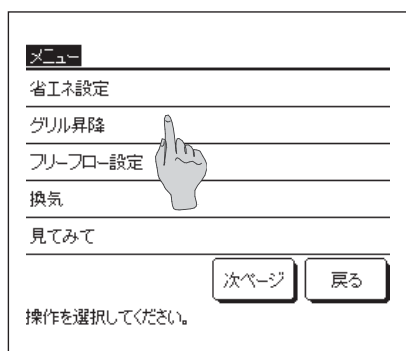 メニュー
省エネ設定
グリル昇降
フリーフロー設定
換気
見てみて
次ページ 戻る
操作を選択してください。